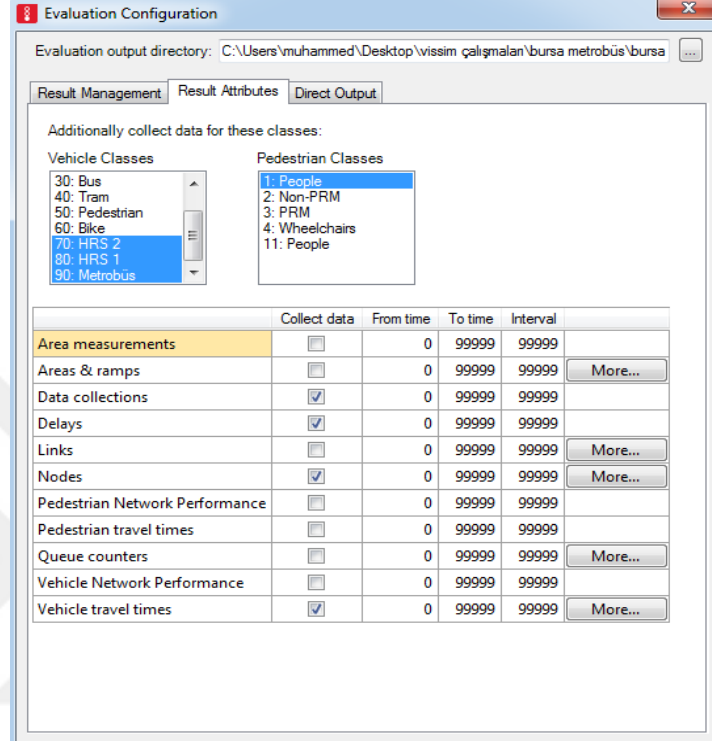 Evaluation Configuration
Evaluation output directory: C:\Users\muhammed\Desktop\vissim çalışmaları\bursa metrobüs\bursa ...
Result Management Result Attributes Direct Output
Additionally collect data for these classes:
Vehicle Classes Pedestrian Classes
30: Bus 1: People
40: Tram 2: Non-PRM
50: Pedestrian 3: PRM
60: Bike 4: Wheelchairs
70: HRS 2 11: People
80: HRS 1
90: Metrobüs
Collect data From time To time Interval
Area measurements 0 99999 99999
Areas & ramps 0 99999 99999 More...
Data collections 0 99999 99999
Delays 0 99999 99999
Links 0 99999 99999 More...
Nodes 0 99999 99999 More...
Pedestrian Network Performance 0 99999 99999
Pedestrian travel times 0 99999 99999
Queue counters 0 99999 99999 More...
Vehicle Network Performance 0 99999 99999
Vehicle travel times 0 99999 99999 More...